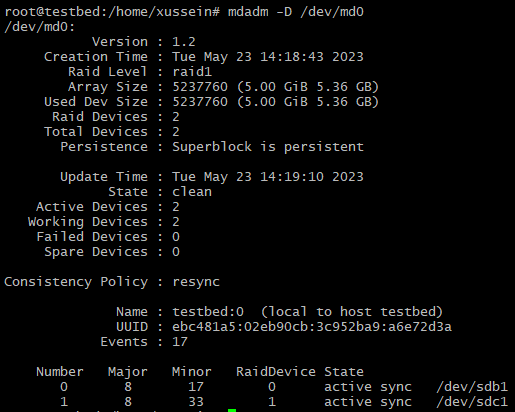 root@testbed:/home/xussein# mdadm -D /dev/md0
/dev/md0:
Version : 1.2
Creation Time : Tue May 23 14:18:43 2023
Raid Level : raid1
Array Size : 5237760 (5.00 GiB 5.36 GB)
Used Dev Size : 5237760 (5.00 GiB 5.36 GB)
Raid Devices : 2
Total Devices : 2
Persistence : Superblock is persistent
Update Time : Tue May 23 14:19:10 2023
State : clean
Active Devices : 2
Working Devices : 2
Failed Devices : 0
Spare Devices : 0
Consistency Policy : resync
Name : testbed:0  (local to host testbed)
UUID : ebc481a5:02eb90cb:3c952ba9:a6e72d3a
Events : 17
Number   Major   Minor   RaidDevice State
0       8       17        0      active sync   /dev/sdb1
1       8       33        1      active sync   /dev/sdc1